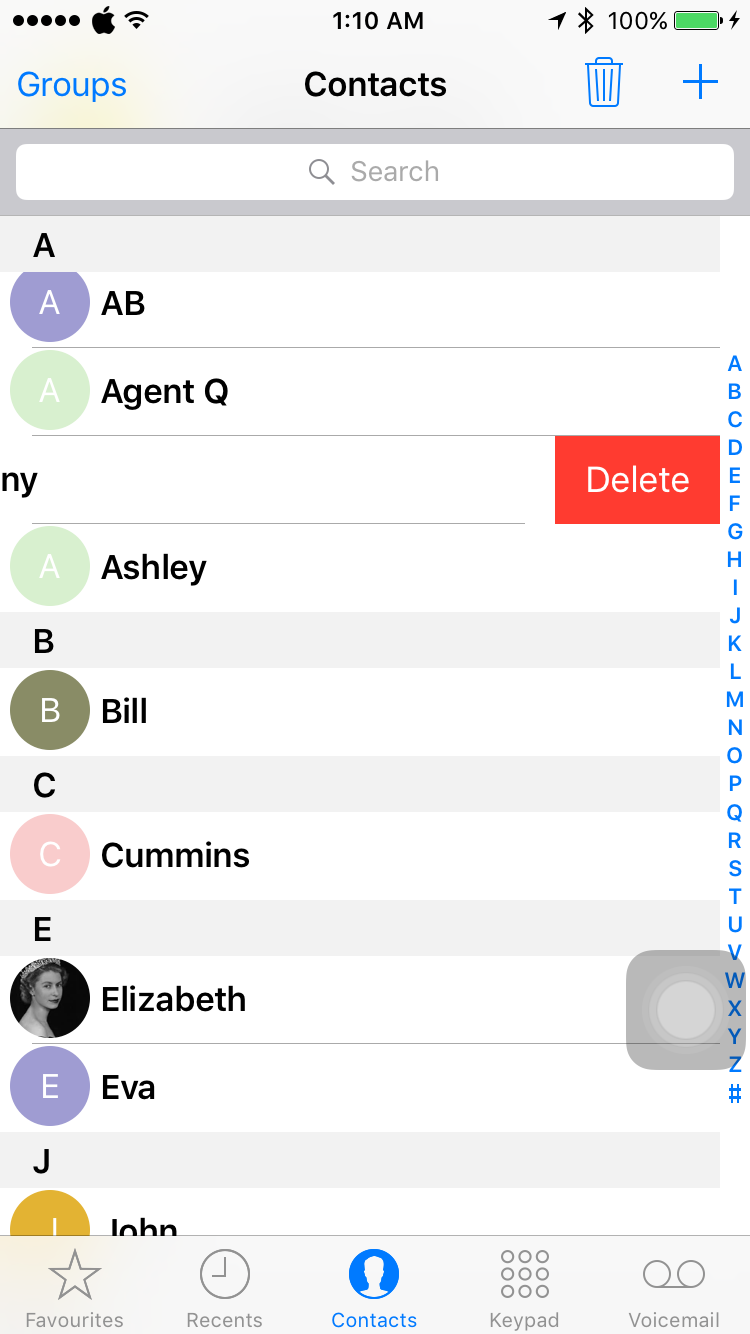 1:10 AM 100%
Groups Contacts
Search
A
A AB
A Agent Q
ny Delete
A Ashley
B
B Bill
C
C Cummins
E
Elizabeth
E Eva
J
J John
A
B
C
D
E
F
G
H
I
J
K
L
M
N
O
P
Q
R
S
T
U
V
W
X
Y
Z
#
Favourites Recents Contacts Keypad Voicemail